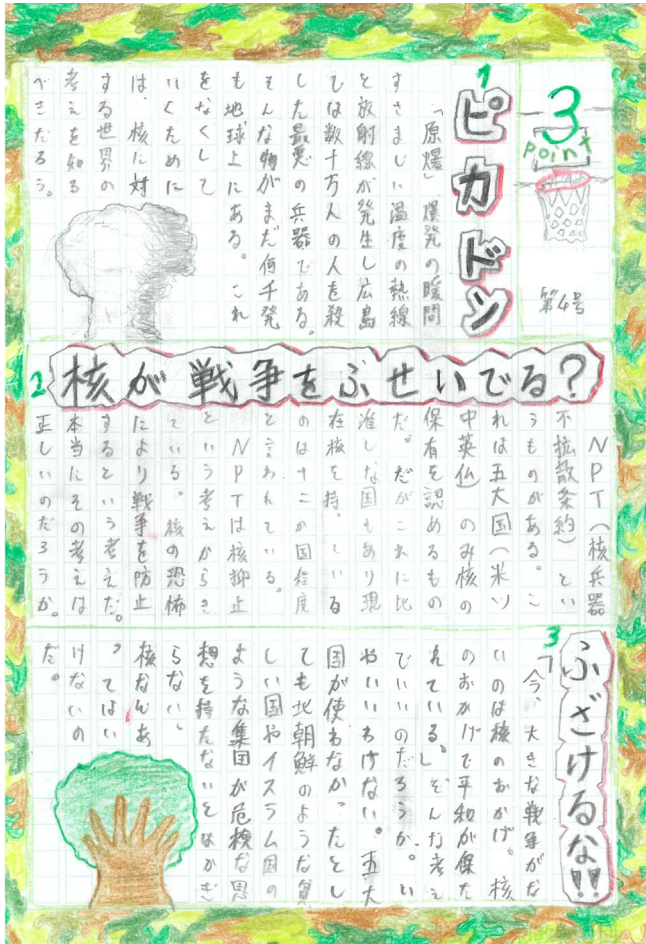 3
point
第4号
1
ピカドン
「原爆」爆発の暖間
すさまじい温度の熱線
と放射線が発生し広島
では数十万人の人を殺
した最悪の兵器である。
そんな物がまだ何千発
も地球上にある。これ
をなくして
いくために
は、核に対
する世界の
考えを知る
べきだろう。
2
核が戦争をふせいでる?
NPT(核兵器
不拡散条約)とい
うものがある。こ
れは五大国(米ソ
中英仏)のみ核の
保有を認めるもの
だ。だがこれに比
准しな国もあり現
在核を持っている
のは十二か国程度
と言われている。
NPTは核抑止
という考えからき
ている。核の恐怖
により戦争を防止
するという考えだ。
本当にその考えは
正しいのだろうか。
3
ふざけるな!!
「今、大きな戦争がな
いのは核のおかげ。核
のおかげで平和が保た
れている。」そんな考え
でいいのだろうか。い
やいいわけない。五大
国が使わなかったとし
ても北朝鮮のような貧
しい国やイスラム国の
ような集団が危検な思
想を持たないとはかぎ
らない。
核なんあ
ってはい
けないの
だ。